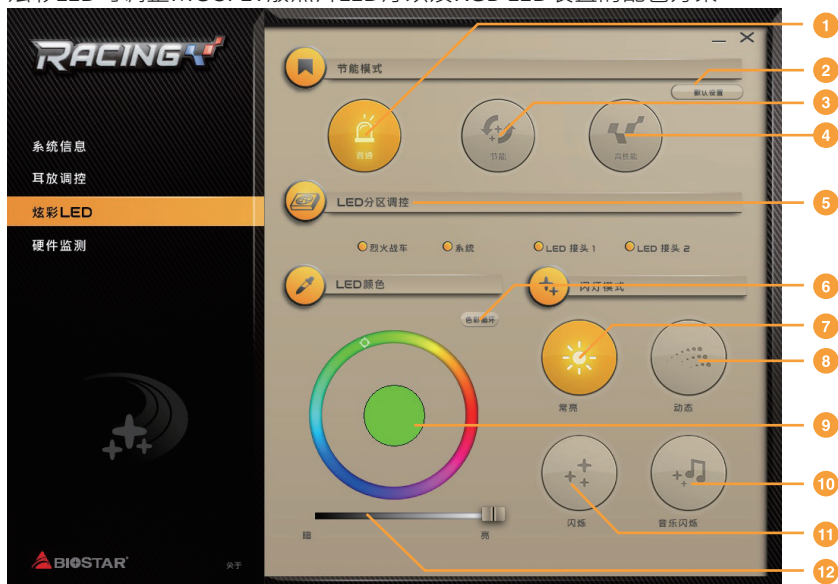 RACING
节能模式
默认设置
普通
节能
高性能
系统信息
耳放调控
炫彩LED
硬件监测
LED分区调控
烈火战车
系统
LED 接头 1
LED 接头 2
LED颜色
闪灯模式
色彩循环
常亮
动态
闪烁
音乐闪烁
暗
亮
BIOSTAR
关于
1
2
3
4
5
6
7
8
9
10
11
12